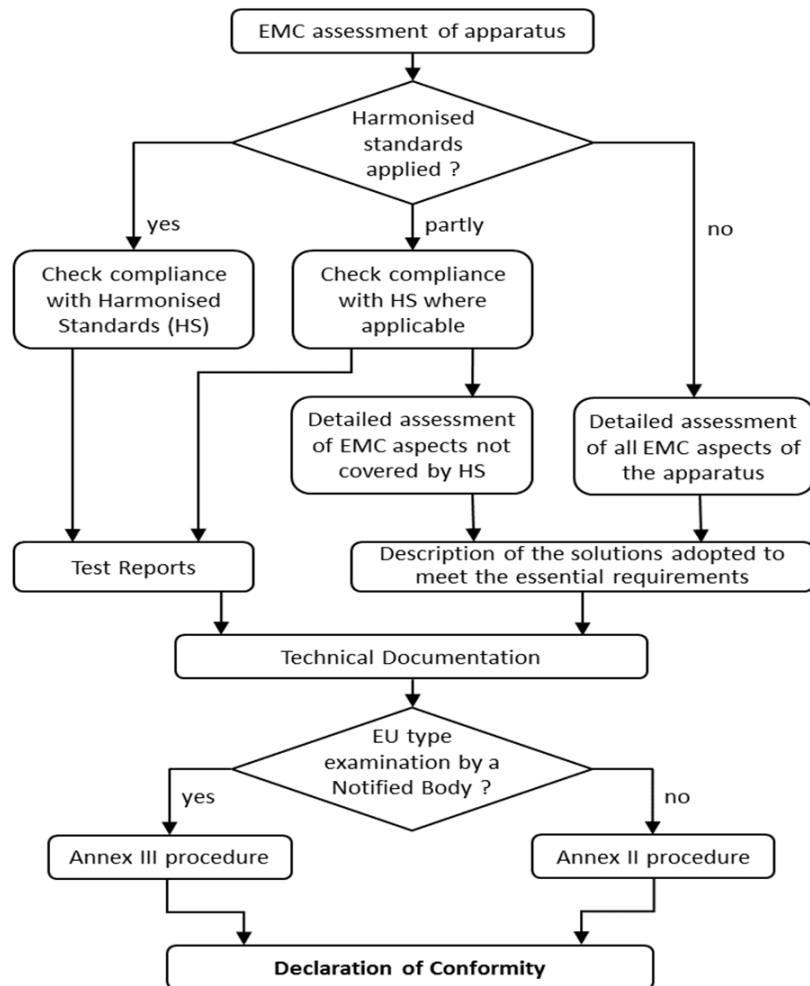 EMC assessment of apparatus
Harmonised
standards
applied ?
yes
partly
no
Check compliance
with Harmonised
Standards (HS)
Check compliance
with HS where
applicable
Detailed assessment
of EMC aspects not
covered by HS
Detailed assessment
of all EMC aspects of
the apparatus
Test Reports
Description of the solutions adopted to
meet the essential requirements
Technical Documentation
EU type
examination by a
Notified Body ?
yes
no
Annex III procedure
Annex II procedure
Declaration of Conformity